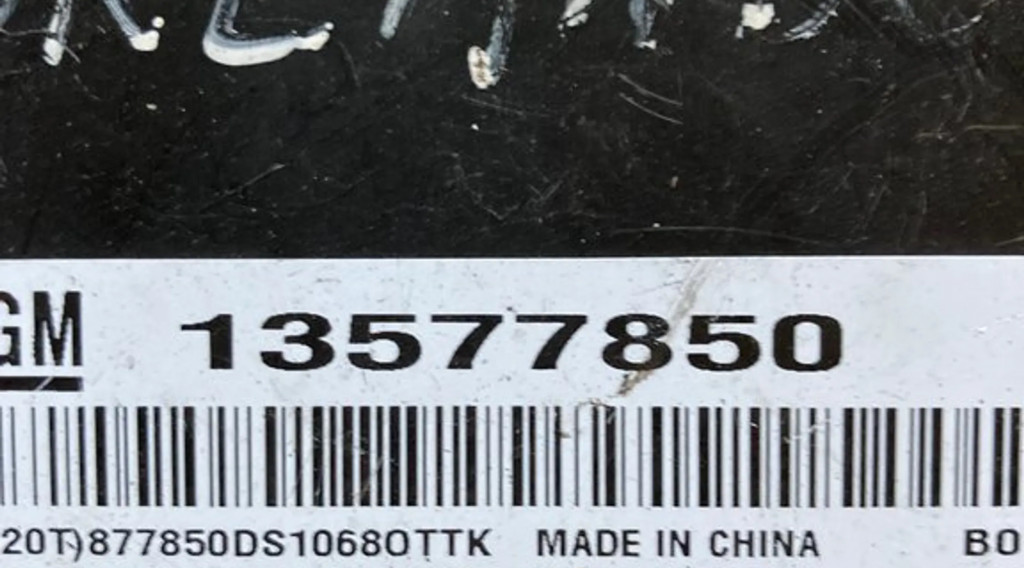 GM 13577850
20T)877850DS1068OTTK MADE IN CHINA BO